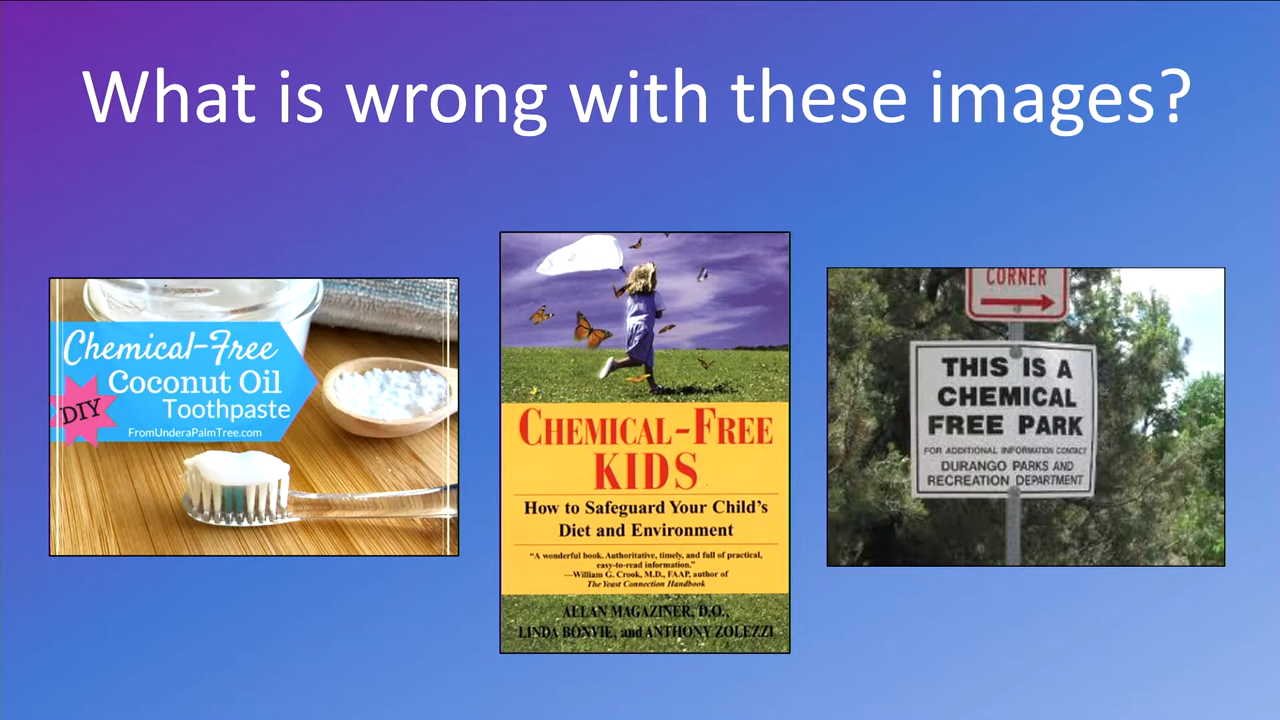 What is wrong with these images?
Chemical-Free
Coconut Oil
Toothpaste
DIY
FromUnderaPalmTree.com
CHEMICAL-FREE
KIDS
How to Safeguard Your Child's
Diet and Environment
"A wonderful book. Authoritative, timely, and full of practical,
easy-to-read information."
—William G. Crook, M.D., FAAP, author of
The Yeast Connection Handbook
ALLAN MAGAZINER, D.O.,
LINDA BONVIE, and ANTHONY ZOLEZZI
CORNER
THIS IS A
CHEMICAL
FREE PARK
FOR ADDITIONAL INFORMATION CONTACT
DURANGO PARKS AND
RECREATION DEPARTMENT